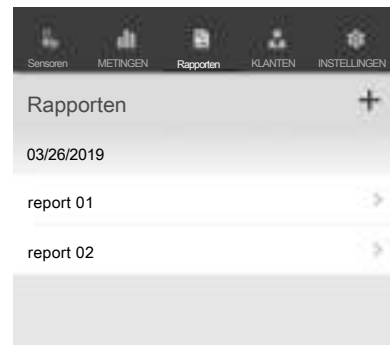 Sensoren METINGEN Rapporten KLANTEN INSTELLINGEN
Rapporten
03/26/2019
report 01
report 02